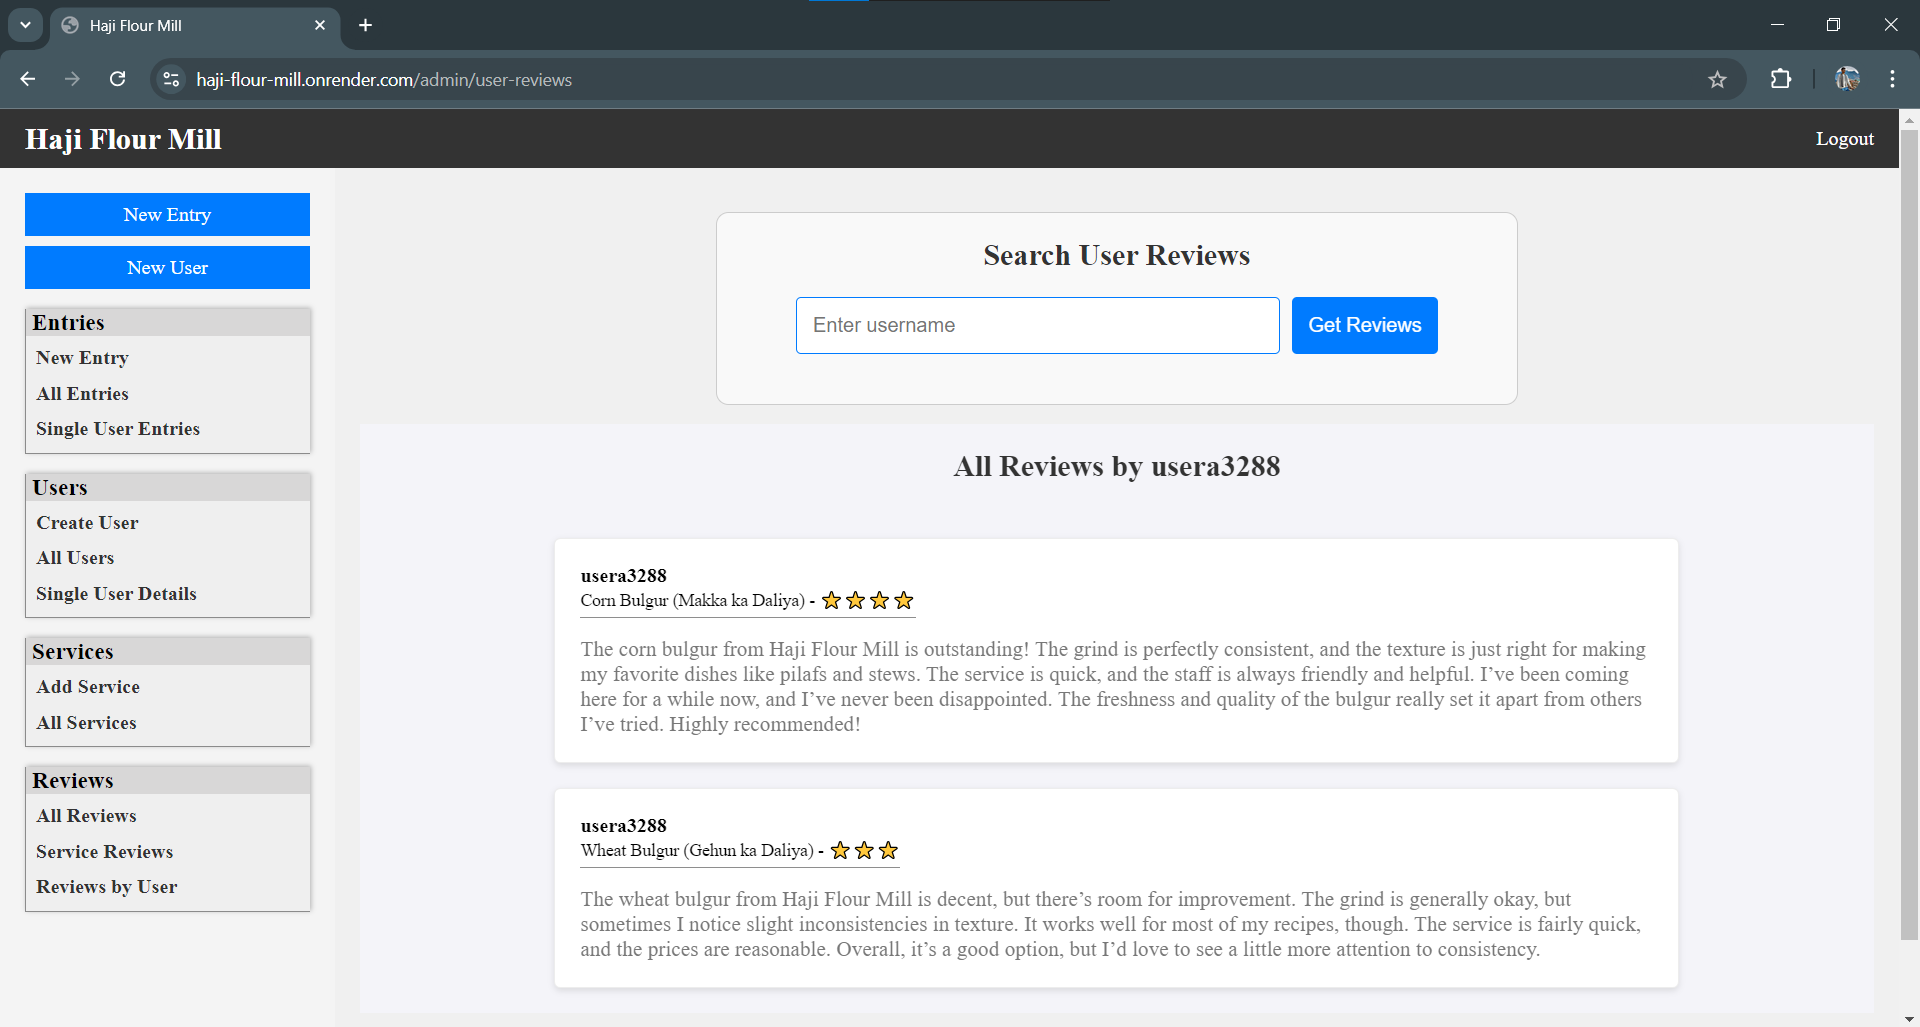 Haji Flour Mill
haji-flour-mill.onrender.com/admin/user-reviews
Haji Flour Mill
Logout
New Entry
New User
Entries
New Entry
All Entries
Single User Entries
Users
Create User
All Users
Single User Details
Services
Add Service
All Services
Reviews
All Reviews
Service Reviews
Reviews by User
Search User Reviews
Enter username
Get Reviews
All Reviews by usera3288
usera3288
Corn Bulgur (Makka ka Daliya) -
The corn bulgur from Haji Flour Mill is outstanding! The grind is perfectly consistent, and the texture is just right for making
my favorite dishes like pilafs and stews. The service is quick, and the staff is always friendly and helpful. I’ve been coming
here for a while now, and I’ve never been disappointed. The freshness and quality of the bulgur really set it apart from others
I’ve tried. Highly recommended!
usera3288
Wheat Bulgur (Gehun ka Daliya) -
The wheat bulgur from Haji Flour Mill is decent, but there’s room for improvement. The grind is generally okay, but
sometimes I notice slight inconsistencies in texture. It works well for most of my recipes, though. The service is fairly quick,
and the prices are reasonable. Overall, it’s a good option, but I’d love to see a little more attention to consistency.